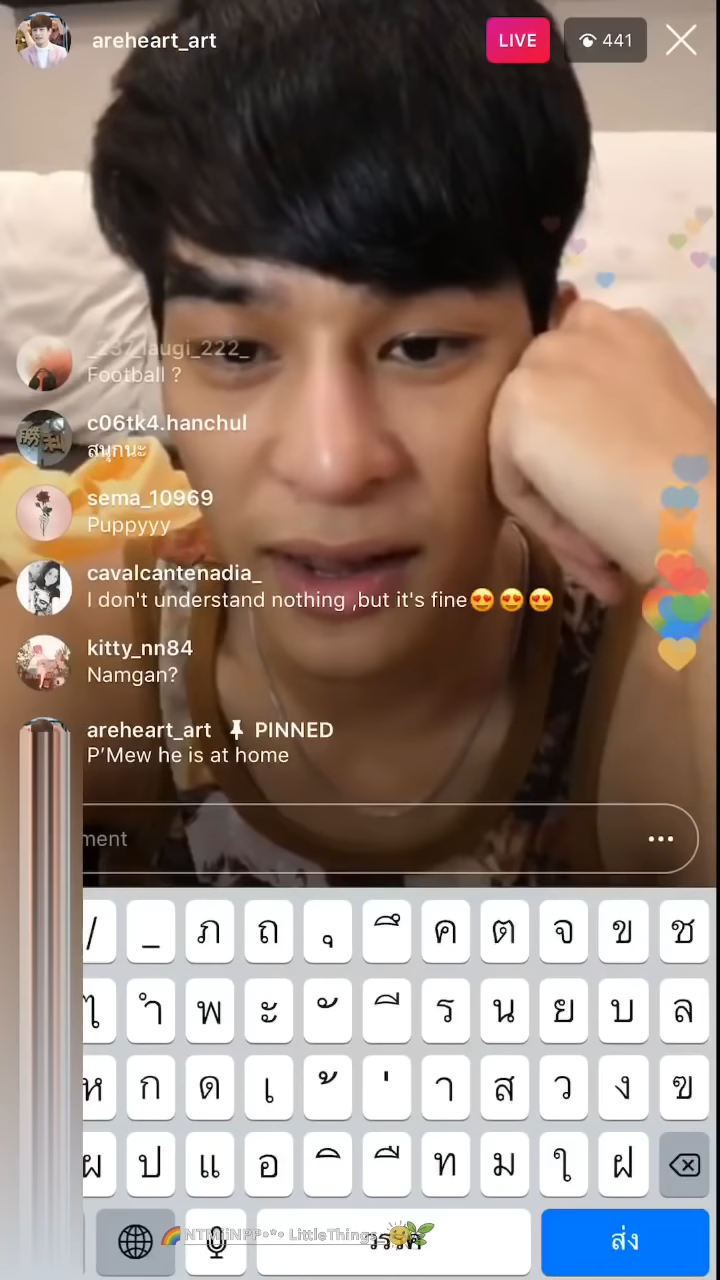 areheart_art
LIVE
441
_237_laugi_222_
Football ?
c06tk4.hanchul
สนุกนะ
sema_10969
Puppyyy
cavalcantenadia_
I don't understand nothing ,but it's fine😍😍😍
kitty_nn84
Namgan?
areheart_art PINNED
P'Mew he is at home
ment
/ _ ภ ถ ุ ึ ค ต จ ข ช
ไ ำ พ ะ ั ี ร น ย บ ล
ห ก ด เ ้ ่ า ส ว ง ฃ
ผ ป แ อ ิ ื ท ม ใ ฝ
NTMiiNPP•*•
LittleThings
ส่ง